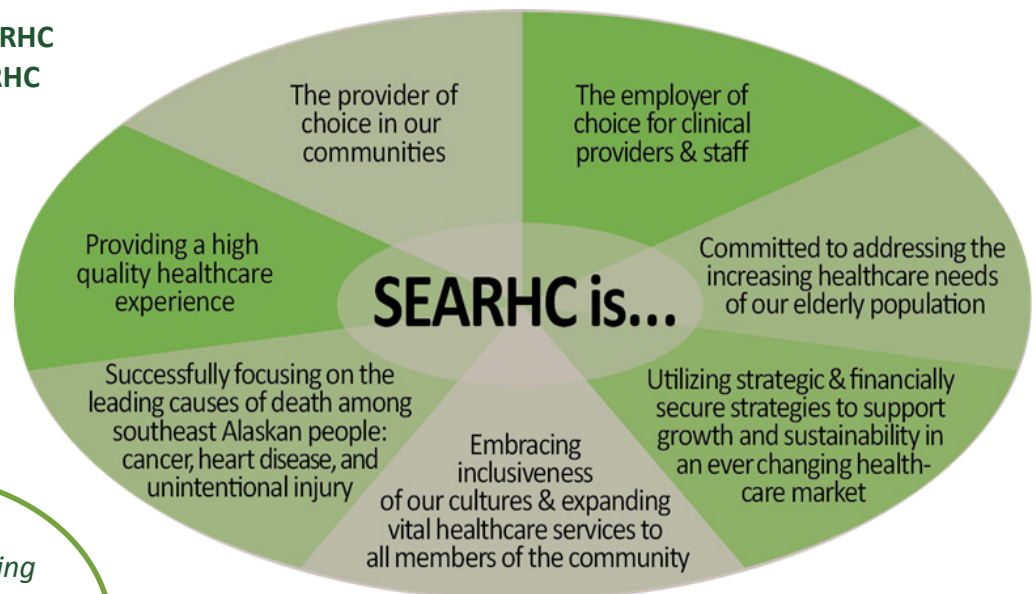 RHC
RHC
The provider of
choice in our
communities
The employer of
choice for clinical
providers & staff
Providing a high
quality healthcare
experience
Committed to addressing the
increasing healthcare needs
of our elderly population
SEARHC is...
Successfully focusing on the
leading causes of death among
southeast Alaskan people:
cancer, heart disease, and
unintentional injury
Utilizing strategic & financially
secure strategies to support
growth and sustainability in
an ever changing health-
care market
Embracing
inclusiveness
of our cultures & expanding
vital healthcare services to
all members of the community
ing